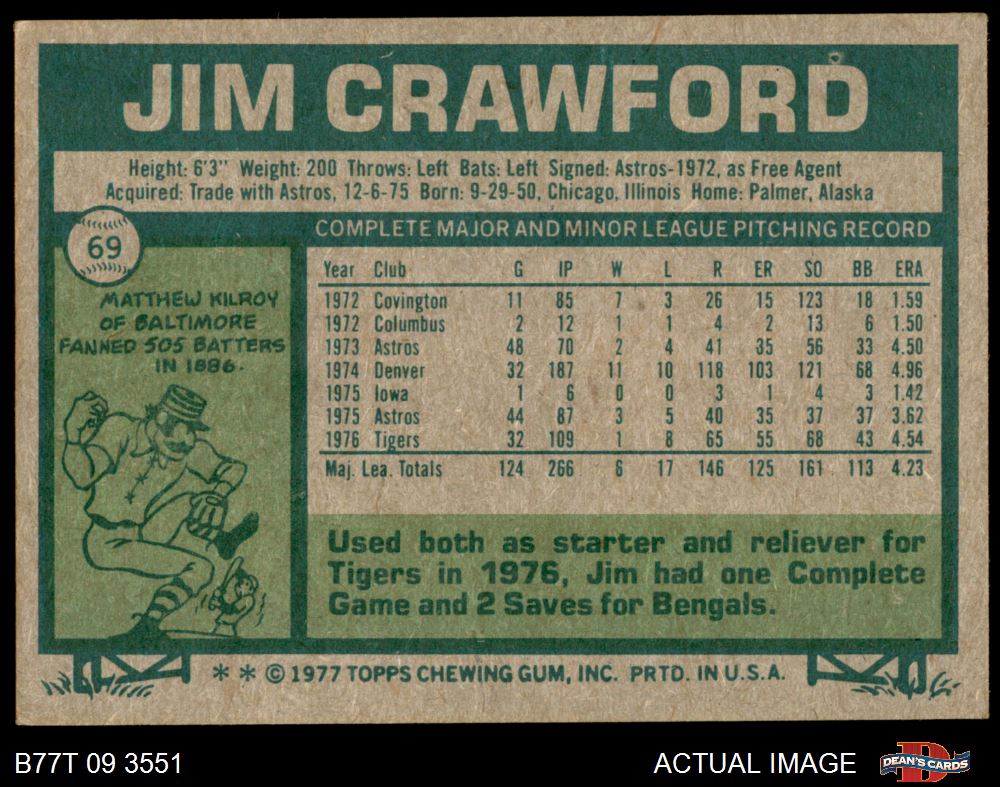 JIM CRAWFORD
Height: 6'3" Weight: 200 Throws: Left Bats: Left Signed: Astros-1972, as Free Agent
Acquired: Trade with Astros, 12-6-75 Born: 9-29-50, Chicago, Illinois Home: Palmer, Alaska
69
MATTHEW KILROY
OF BALTIMORE
FANNED 505 BATTERS
IN 1886.
COMPLETE MAJOR AND MINOR LEAGUE PITCHING RECORD
Year Club G IP W L R ER SO BB ERA
1972 Covington 11 85 7 3 26 15 123 18 1.59
1972 Columbus 2 12 1 1 4 2 13 6 1.50
1973 Astros 48 70 2 4 41 35 56 33 4.50
1974 Denver 32 187 11 10 118 103 121 68 4.96
1975 Iowa 1 6 0 0 3 1 4 3 1.42
1975 Astros 44 87 3 5 40 35 37 37 3.62
1976 Tigers 32 109 1 8 65 55 68 43 4.54
Maj. Lea. Totals 124 266 6 17 146 125 161 113 4.23
Used both as starter and reliever for
Tigers in 1976, Jim had one Complete
Game and 2 Saves for Bengals.
* * © 1977 TOPPS CHEWING GUM, INC. PRTD. IN U.S.A.
B77T 09 3551
ACTUAL IMAGE
DEAN'S CARDS